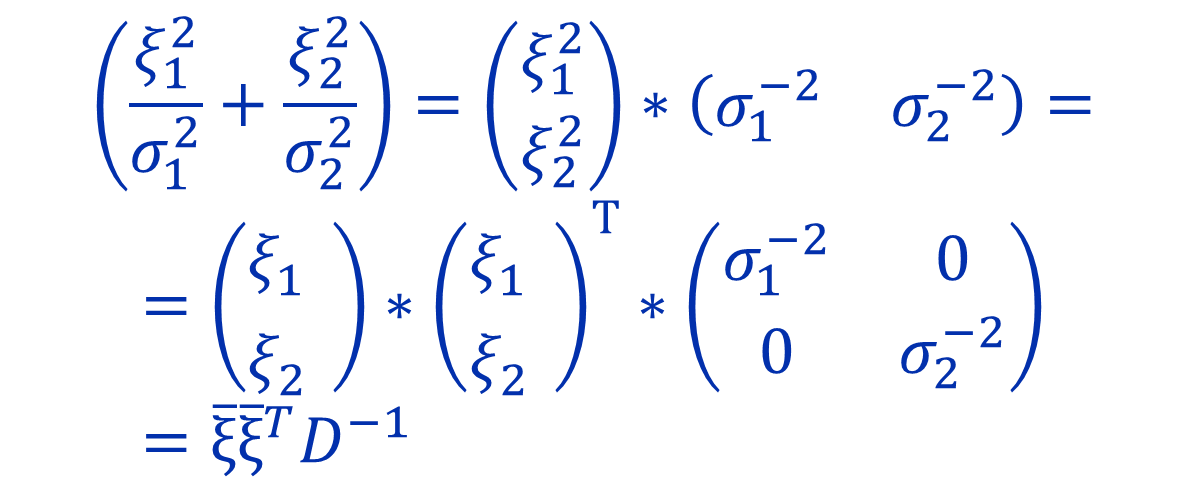 (ξ₁²/σ₁² + ξ₂²/σ₂²) = (ξ₁² ξ₂²) * (σ₁⁻² σ₂⁻²) =
= (ξ₁ ξ₂) * (ξ₁ ξ₂)ᵀ * (σ₁⁻² 0 0 σ₂⁻²)
= ξ̅ξ̅ᵀD⁻¹